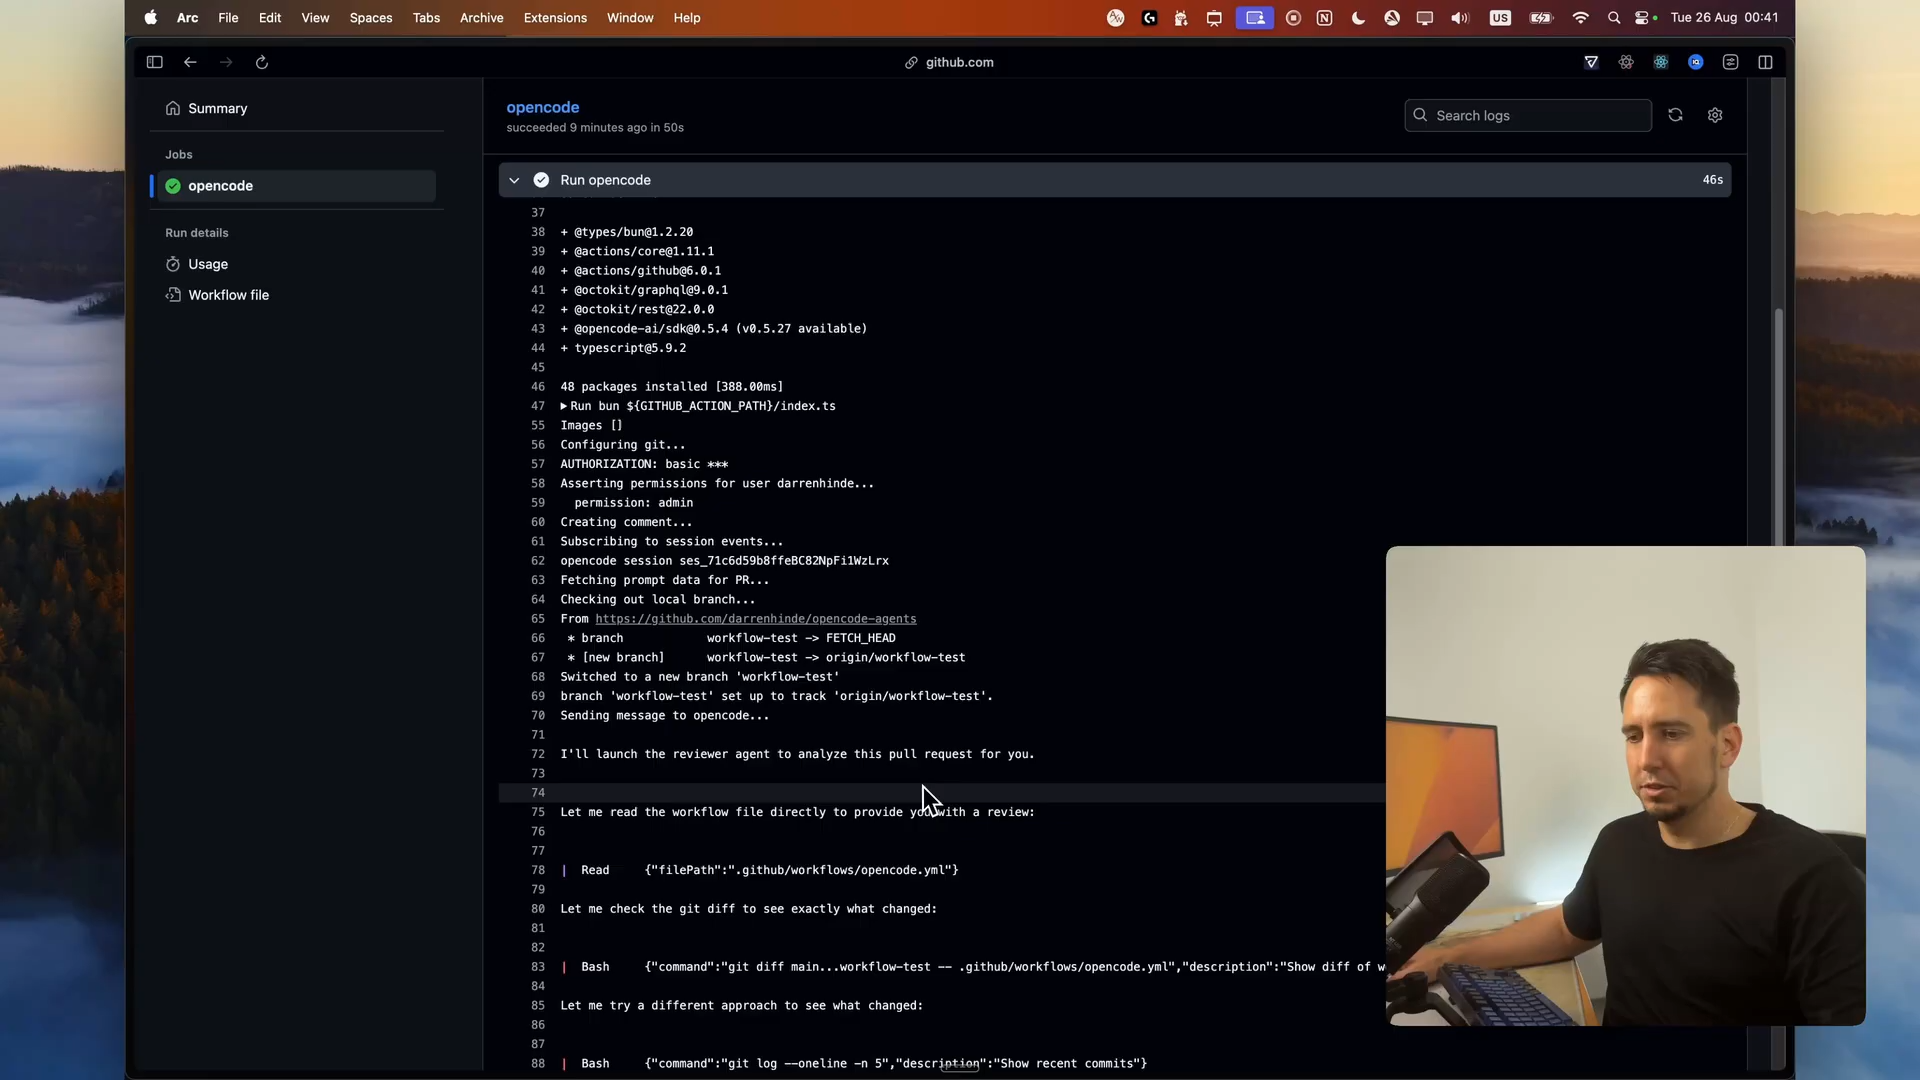 Arc File Edit View Spaces Tabs Archive Extensions Window Help
US
Tue 26 Aug 00:41
github.com
Summary
Jobs
opencode
Run details
Usage
Workflow file
opencode
succeeded 9 minutes ago in 50s
Search logs
Run opencode 46s
37
38 + @types/bun@1.2.20
39 + @actions/core@1.11.1
40 + @actions/github@6.0.1
41 + @octokit/graphql@9.0.1
42 + @octokit/rest@22.0.0
43 + @opencode-ai/sdk@0.5.4 (v0.5.27 available)
44 + typescript@5.9.2
45
46 48 packages installed [388.00ms]
47 ▶Run bun ${GITHUB_ACTION_PATH}/index.ts
55 Images []
56 Configuring git...
57 AUTHORIZATION: basic ***
58 Asserting permissions for user darrenhinde...
59 permission: admin
60 Creating comment...
61 Subscribing to session events...
62 opencode session ses_71c6d59b8ffeBC82NpFi1WzLrx
63 Fetching prompt data for PR...
64 Checking out local branch...
65 From https://github.com/darrenhinde/opencode-agents
66 * branch workflow-test -> FETCH_HEAD
67 * [new branch] workflow-test -> origin/workflow-test
68 Switched to a new branch 'workflow-test'
69 branch 'workflow-test' set up to track 'origin/workflow-test'.
70 Sending message to opencode...
71
72 I'll launch the reviewer agent to analyze this pull request for you.
73
74
75 Let me read the workflow file directly to provide you with a review:
76
77
78 | Read {"filePath":".github/workflows/opencode.yml"}
79
80 Let me check the git diff to see exactly what changed:
81
82
83 | Bash {"command":"git diff main...workflow-test -- .github/workflows/opencode.yml","description":"Show diff of w
84
85 Let me try a different approach to see what changed:
86
87
88 | Bash {"command":"git log --oneline -n 5","description":"Show recent commits"}